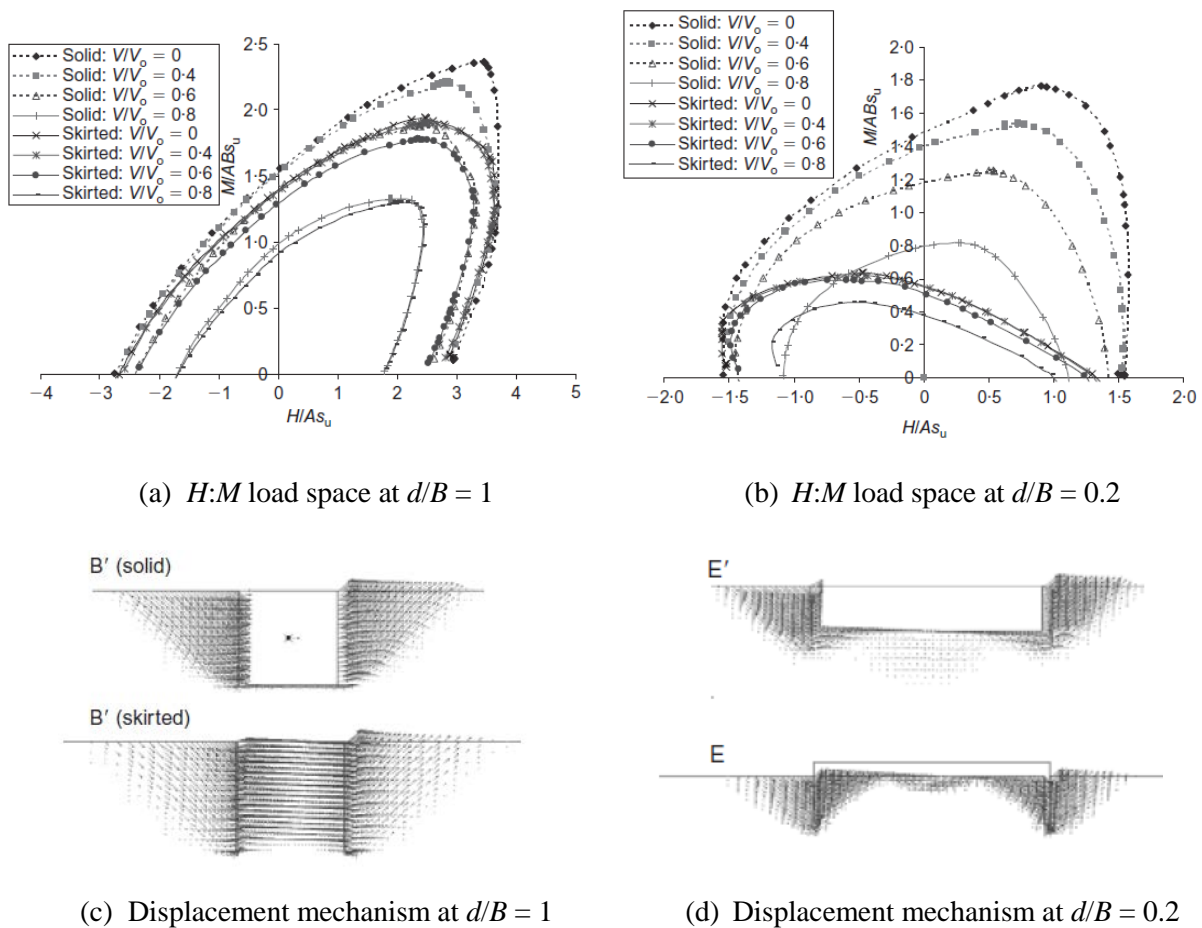 Solid: V/Vo = 0
Solid: V/Vo = 0·4
Solid: V/Vo = 0·6
Solid: V/Vo = 0·8
Skirted: V/Vo = 0
Skirted: V/Vo = 0·4
Skirted: V/Vo = 0·6
Skirted: V/Vo = 0·8
M/ABsu
2·5
2·0
1·5
1·0
0·5
0
−4 −3 −2 −1 0 1 2 3 4 5
H/Asu
(a) H:M load space at d/B = 1
Solid: V/Vo = 0
Solid: V/Vo = 0·4
Solid: V/Vo = 0·6
Solid: V/Vo = 0·8
Skirted: V/Vo = 0
Skirted: V/Vo = 0·4
Skirted: V/Vo = 0·6
Skirted: V/Vo = 0·8
M/ABsu
2·0
1·8
1·6
1·4
1·2
1·0
0·8
0·6
0·4
0·2
0
−2·0 −1·5 −1·0 −0·5 0 0·5 1·0 1·5 2·0
H/Asu
(b) H:M load space at d/B = 0.2
B′ (solid)
B′ (skirted)
(c) Displacement mechanism at d/B = 1
E′
E
(d) Displacement mechanism at d/B = 0.2